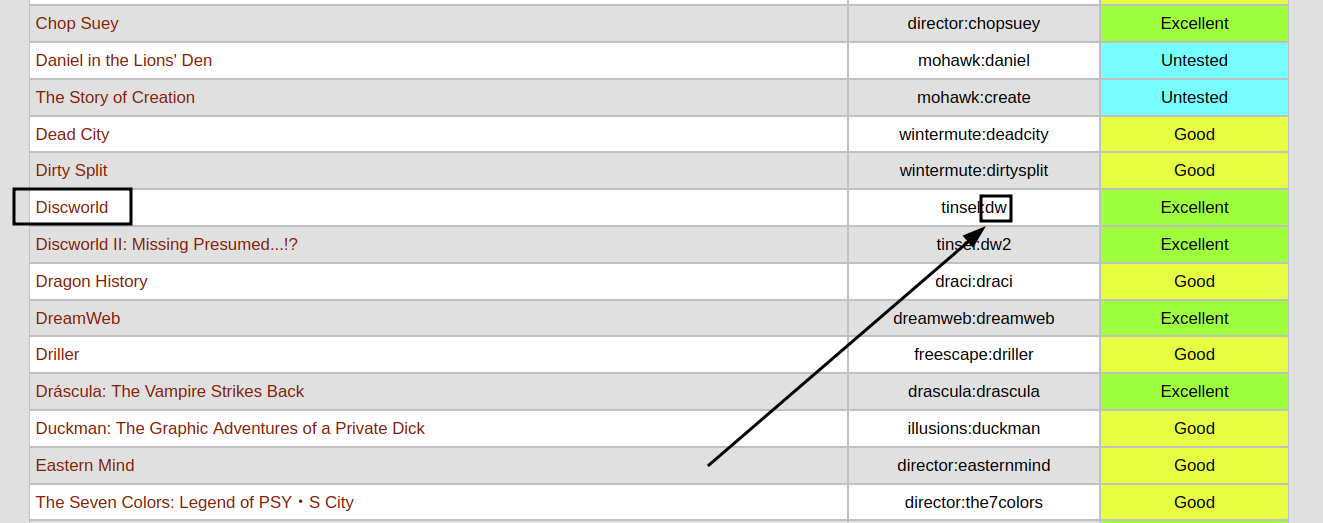 Chop Suey director:chopsuey Excellent
Daniel in the Lions' Den mohawk:daniel Untested
The Story of Creation mohawk:create Untested
Dead City wintermute:deadcity Good
Dirty Split wintermute:dirtysplit Good
Discworld tinsel:dw Excellent
Discworld II: Missing Presumed...!? tinsel:dw2 Excellent
Dragon History draci:draci Good
DreamWeb dreamweb:dreamweb Excellent
Driller freescape:driller Good
Dráscula: The Vampire Strikes Back drascula:drascula Excellent
Duckman: The Graphic Adventures of a Private Dick illusions:duckman Good
Eastern Mind director:easternmind Good
The Seven Colors: Legend of PSY・S City director:the7colors Good